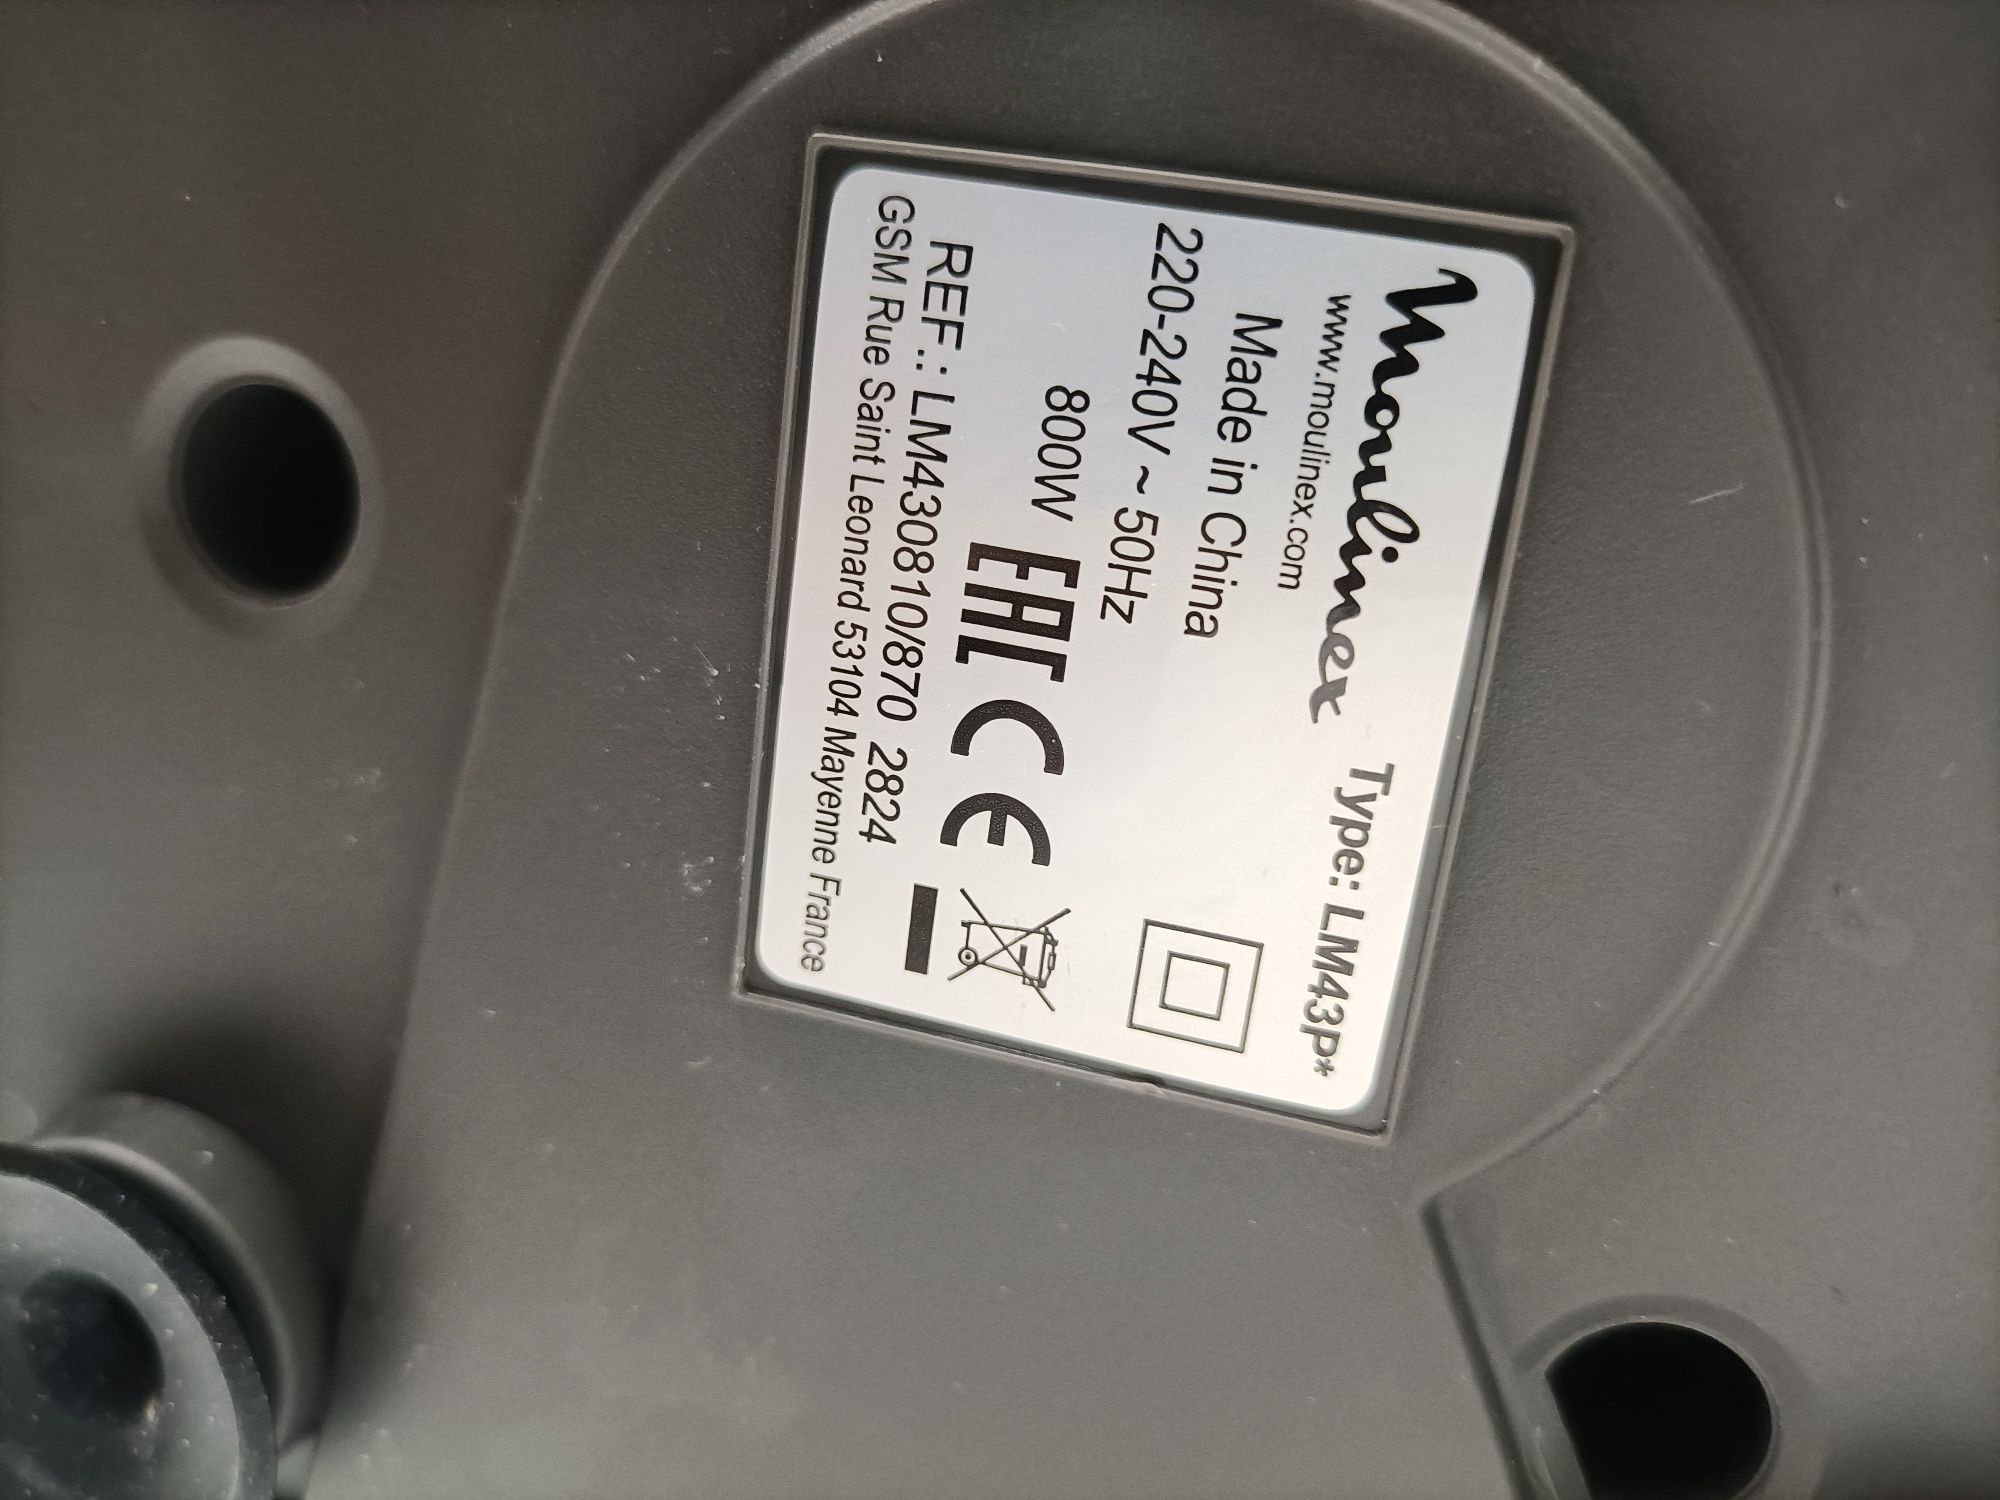 Moulinex Type: LM43P*
www.moulinex.com
Made in China
220-240V ~ 50Hz
800W EAC CE
REF.: LM430810/870 2824
GSM Rue Saint Leonard 53104 Mayenne France